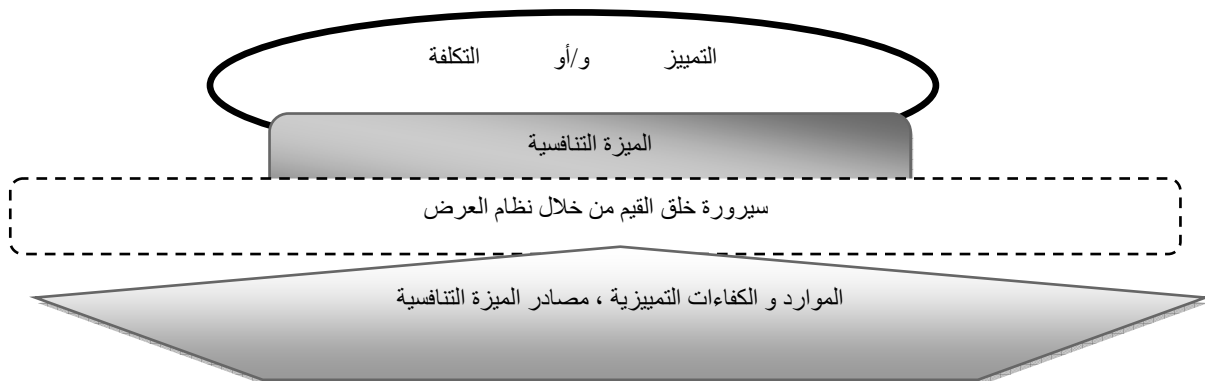 التمييز و/أو التكلفة
الميزة التنافسية
سيرورة خلق القيم من خلال نظام العرض
الموارد و الكفاءات التمييزية ، مصادر الميزة التنافسية